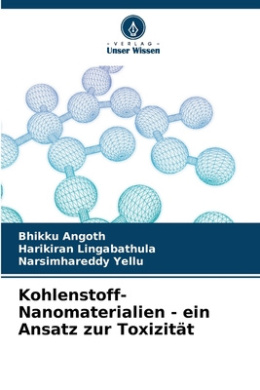 VERLAG
Unser Wissen
Bhikku Angoth
Harikiran Lingabathula
Narsimhareddy Yellu
Kohlenstoff-
Nanomaterialien - ein
Ansatz zur Toxizität